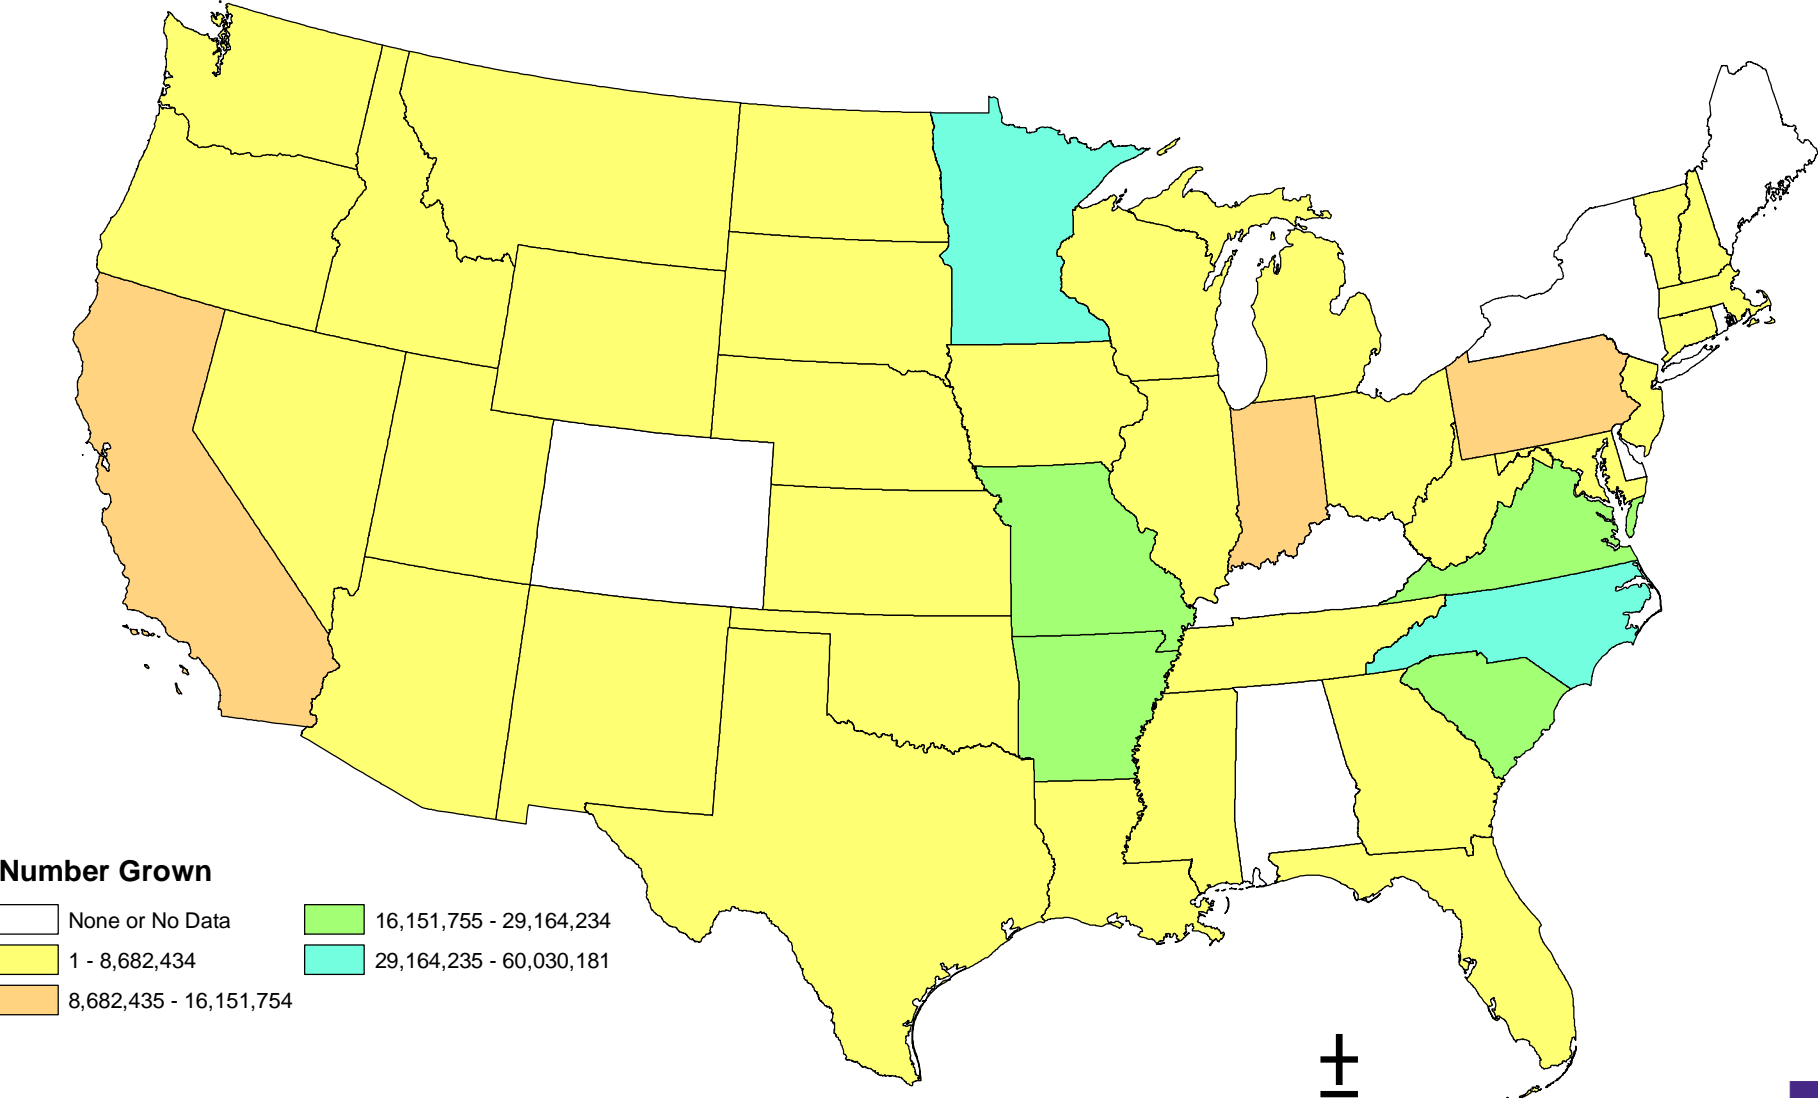 Number Grown
None or No Data
1 - 8,682,434
8,682,435 - 16,151,754
16,151,755 - 29,164,234
29,164,235 - 60,030,181
±